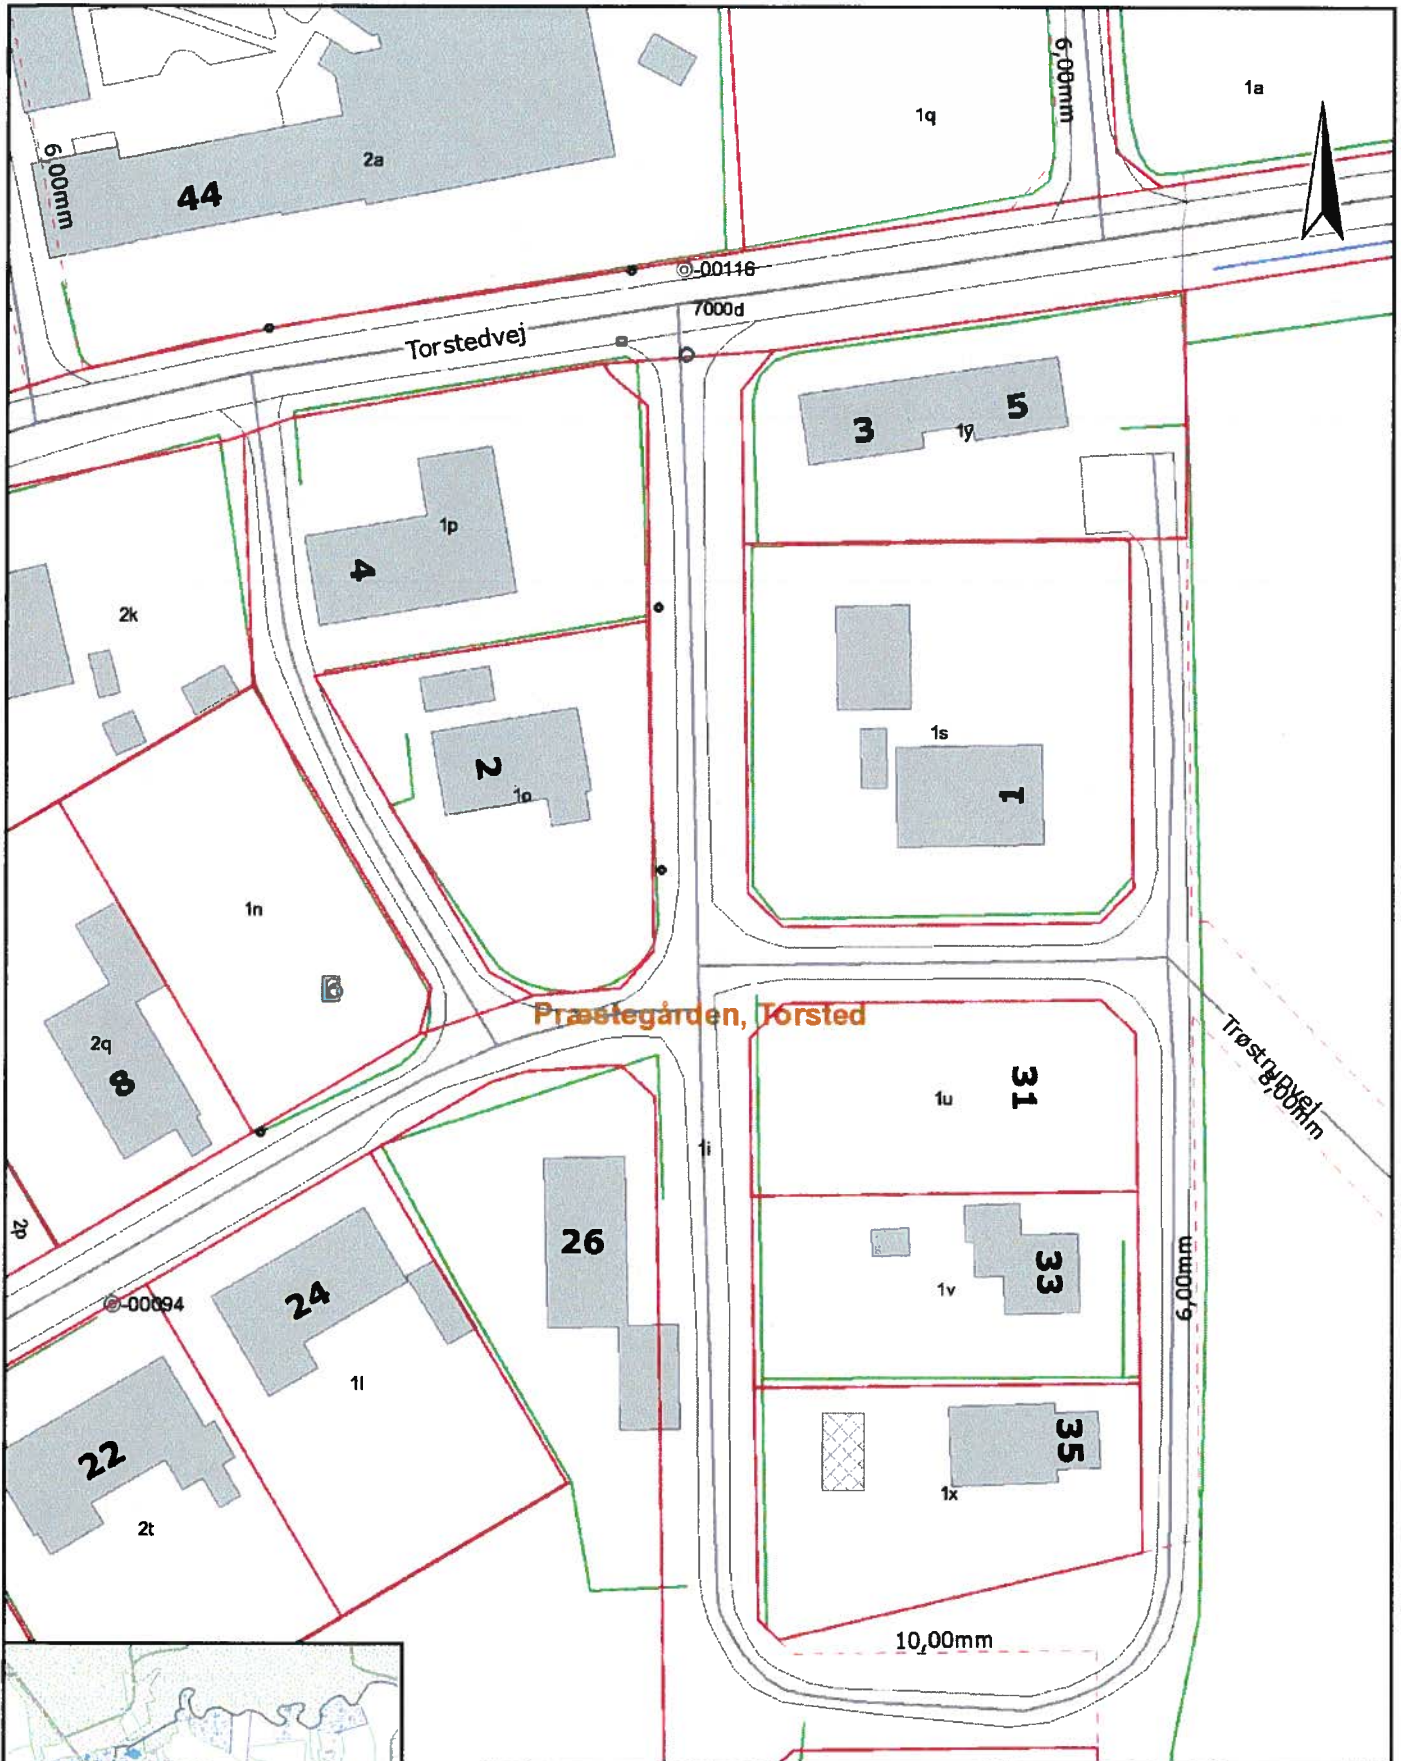 6,00mm
1a
1q
6,00mm
2a
44
-00116
7000d
Torstedvej
3
5
1y
1p
4
2k
2
1o
1s
1
1n
Præstegården, Torsted
2q
8
Trøstrupvej
8,00mm
31
1u
1i
2p
26
33
1v
6,00mm
24
-00094
1l
35
22
1x
2t
10,00mm